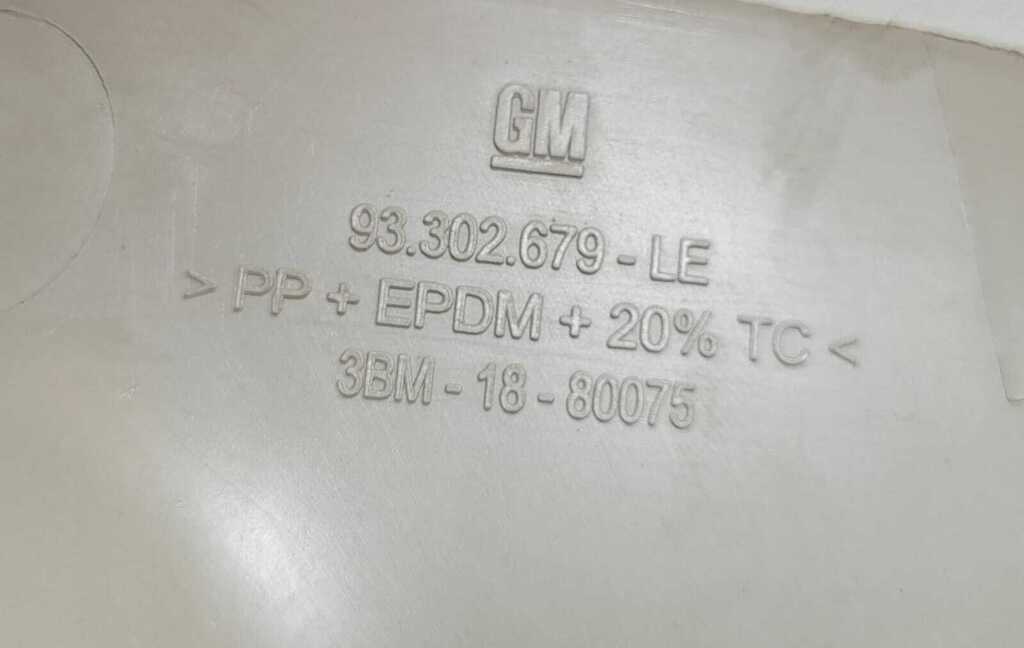 GM
93.302.679 - LE
> PP + EPDM + 20% TC <
3BM - 18 - 80075